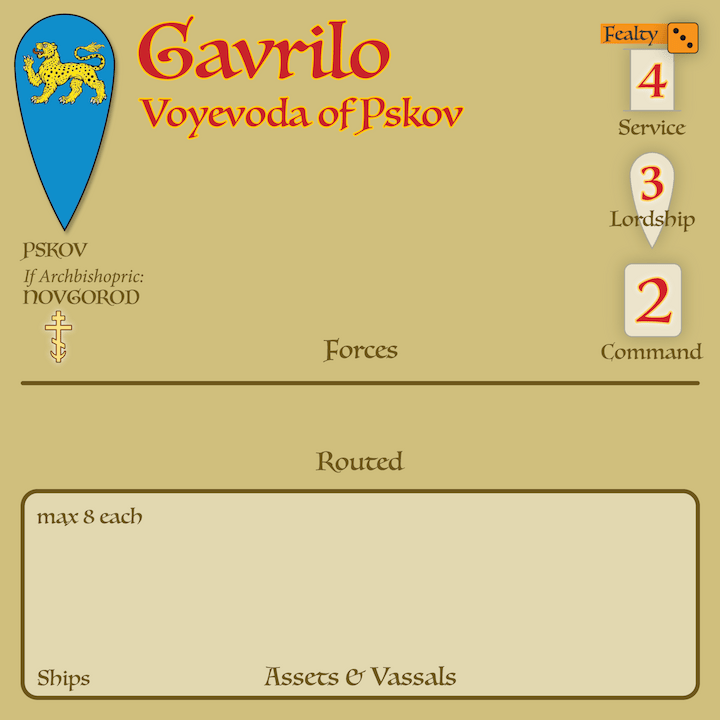 Gavrilo
Voyevoda of Pskov
Fealty
4
Service
3
Lordship
2
Command
PSKOV
If Archbishopric:
NOVGOROD
Forces
Routed
max 8 each
Ships
Assets & Vassals